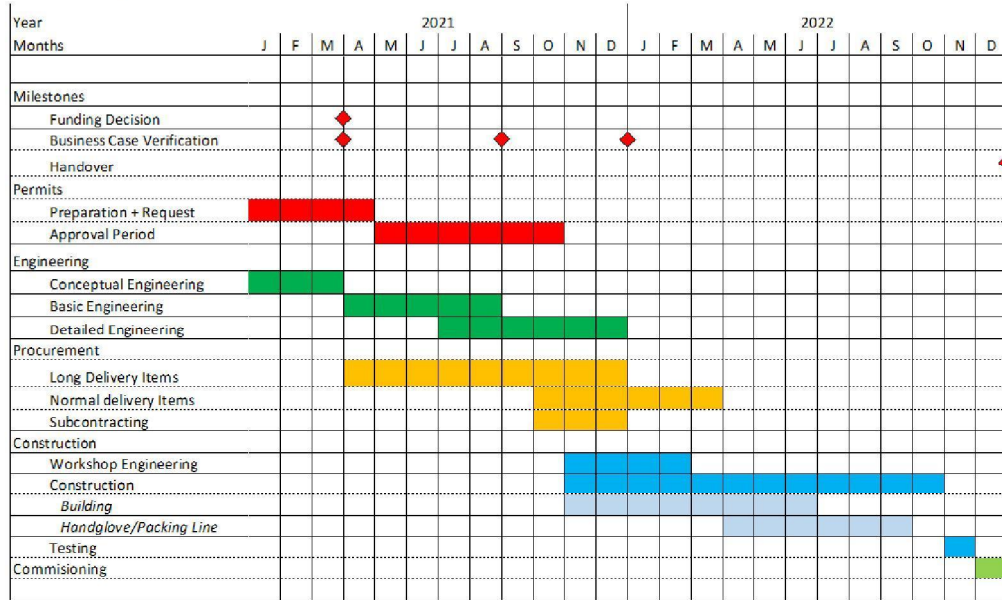 Year 2021 2022
Months J F M A M J J A S O N D J F M A M J J A S O N D
Milestones
Funding Decision
Business Case Verification
Handover
Permits
Preparation + Request
Approval Period
Engineering
Conceptual Engineering
Basic Engineering
Detailed Engineering
Procurement
Long Delivery Items
Normal delivery Items
Subcontracting
Construction
Workshop Engineering
Construction
Building
Handglove/Packing Line
Testing
Commisioning